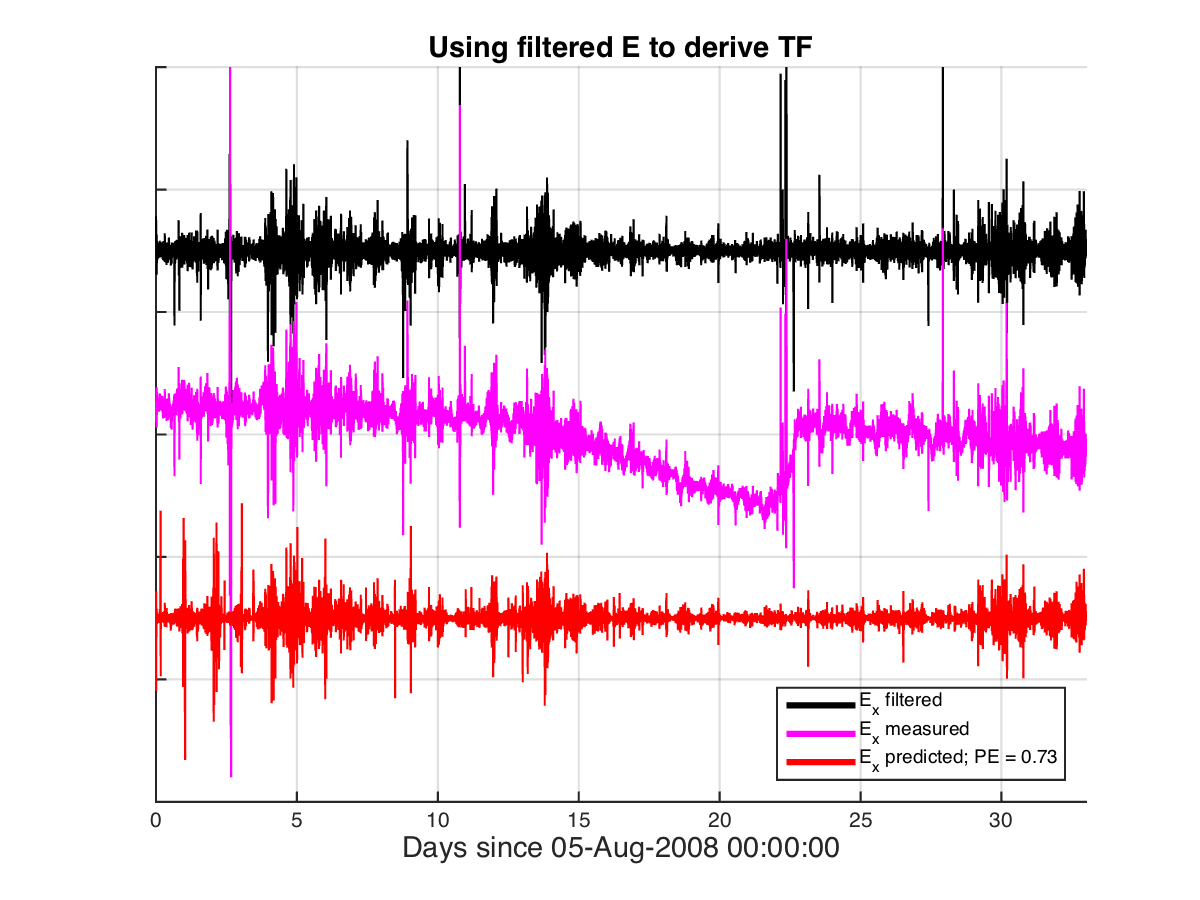 Using filtered E to derive TF
Ex filtered
Ex measured
Ex predicted; PE = 0.73
0 5 10 15 20 25 30
Days since 05-Aug-2008 00:00:00